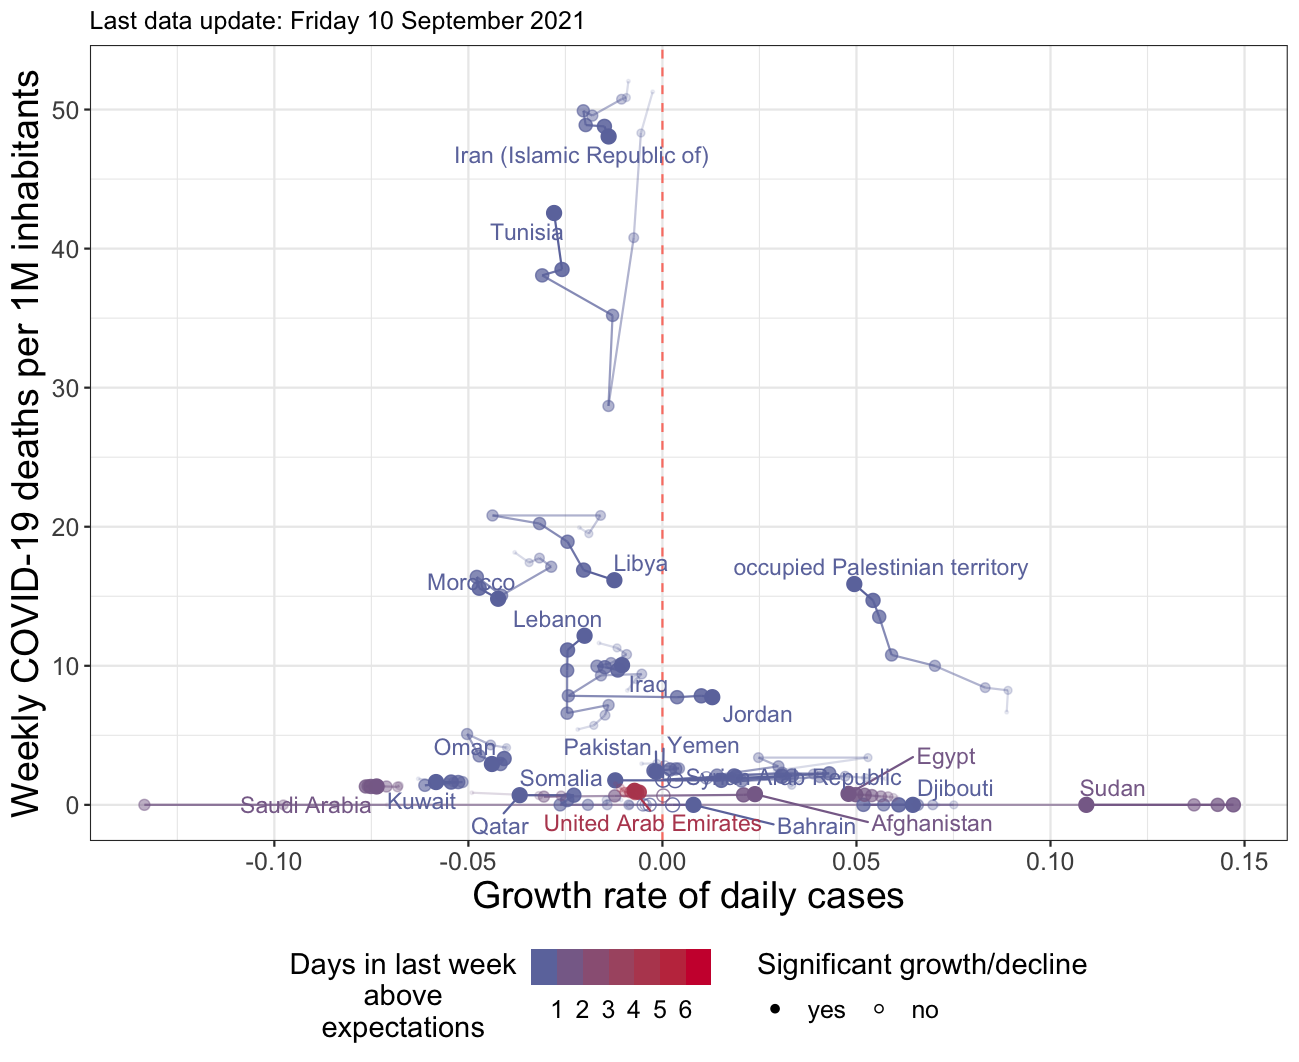 Last data update: Friday 10 September 2021
Weekly COVID-19 deaths per 1M inhabitants
50
40
30
20
10
0
Iran (Islamic Republic of)
Tunisia
Libya
occupied Palestinian territory
Morocco
Lebanon
Iraq
Jordan
Oman
Pakistan
Yemen
Egypt
Somalia
Syrian Arab Republic
Djibouti
Sudan
Saudi Arabia
Kuwait
Qatar
United Arab Emirates
Bahrain
Afghanistan
-0.10
-0.05
0.00
0.05
0.10
0.15
Growth rate of daily cases
Days in last week
above
expectations
1 2 3 4 5 6
Significant growth/decline
yes
no